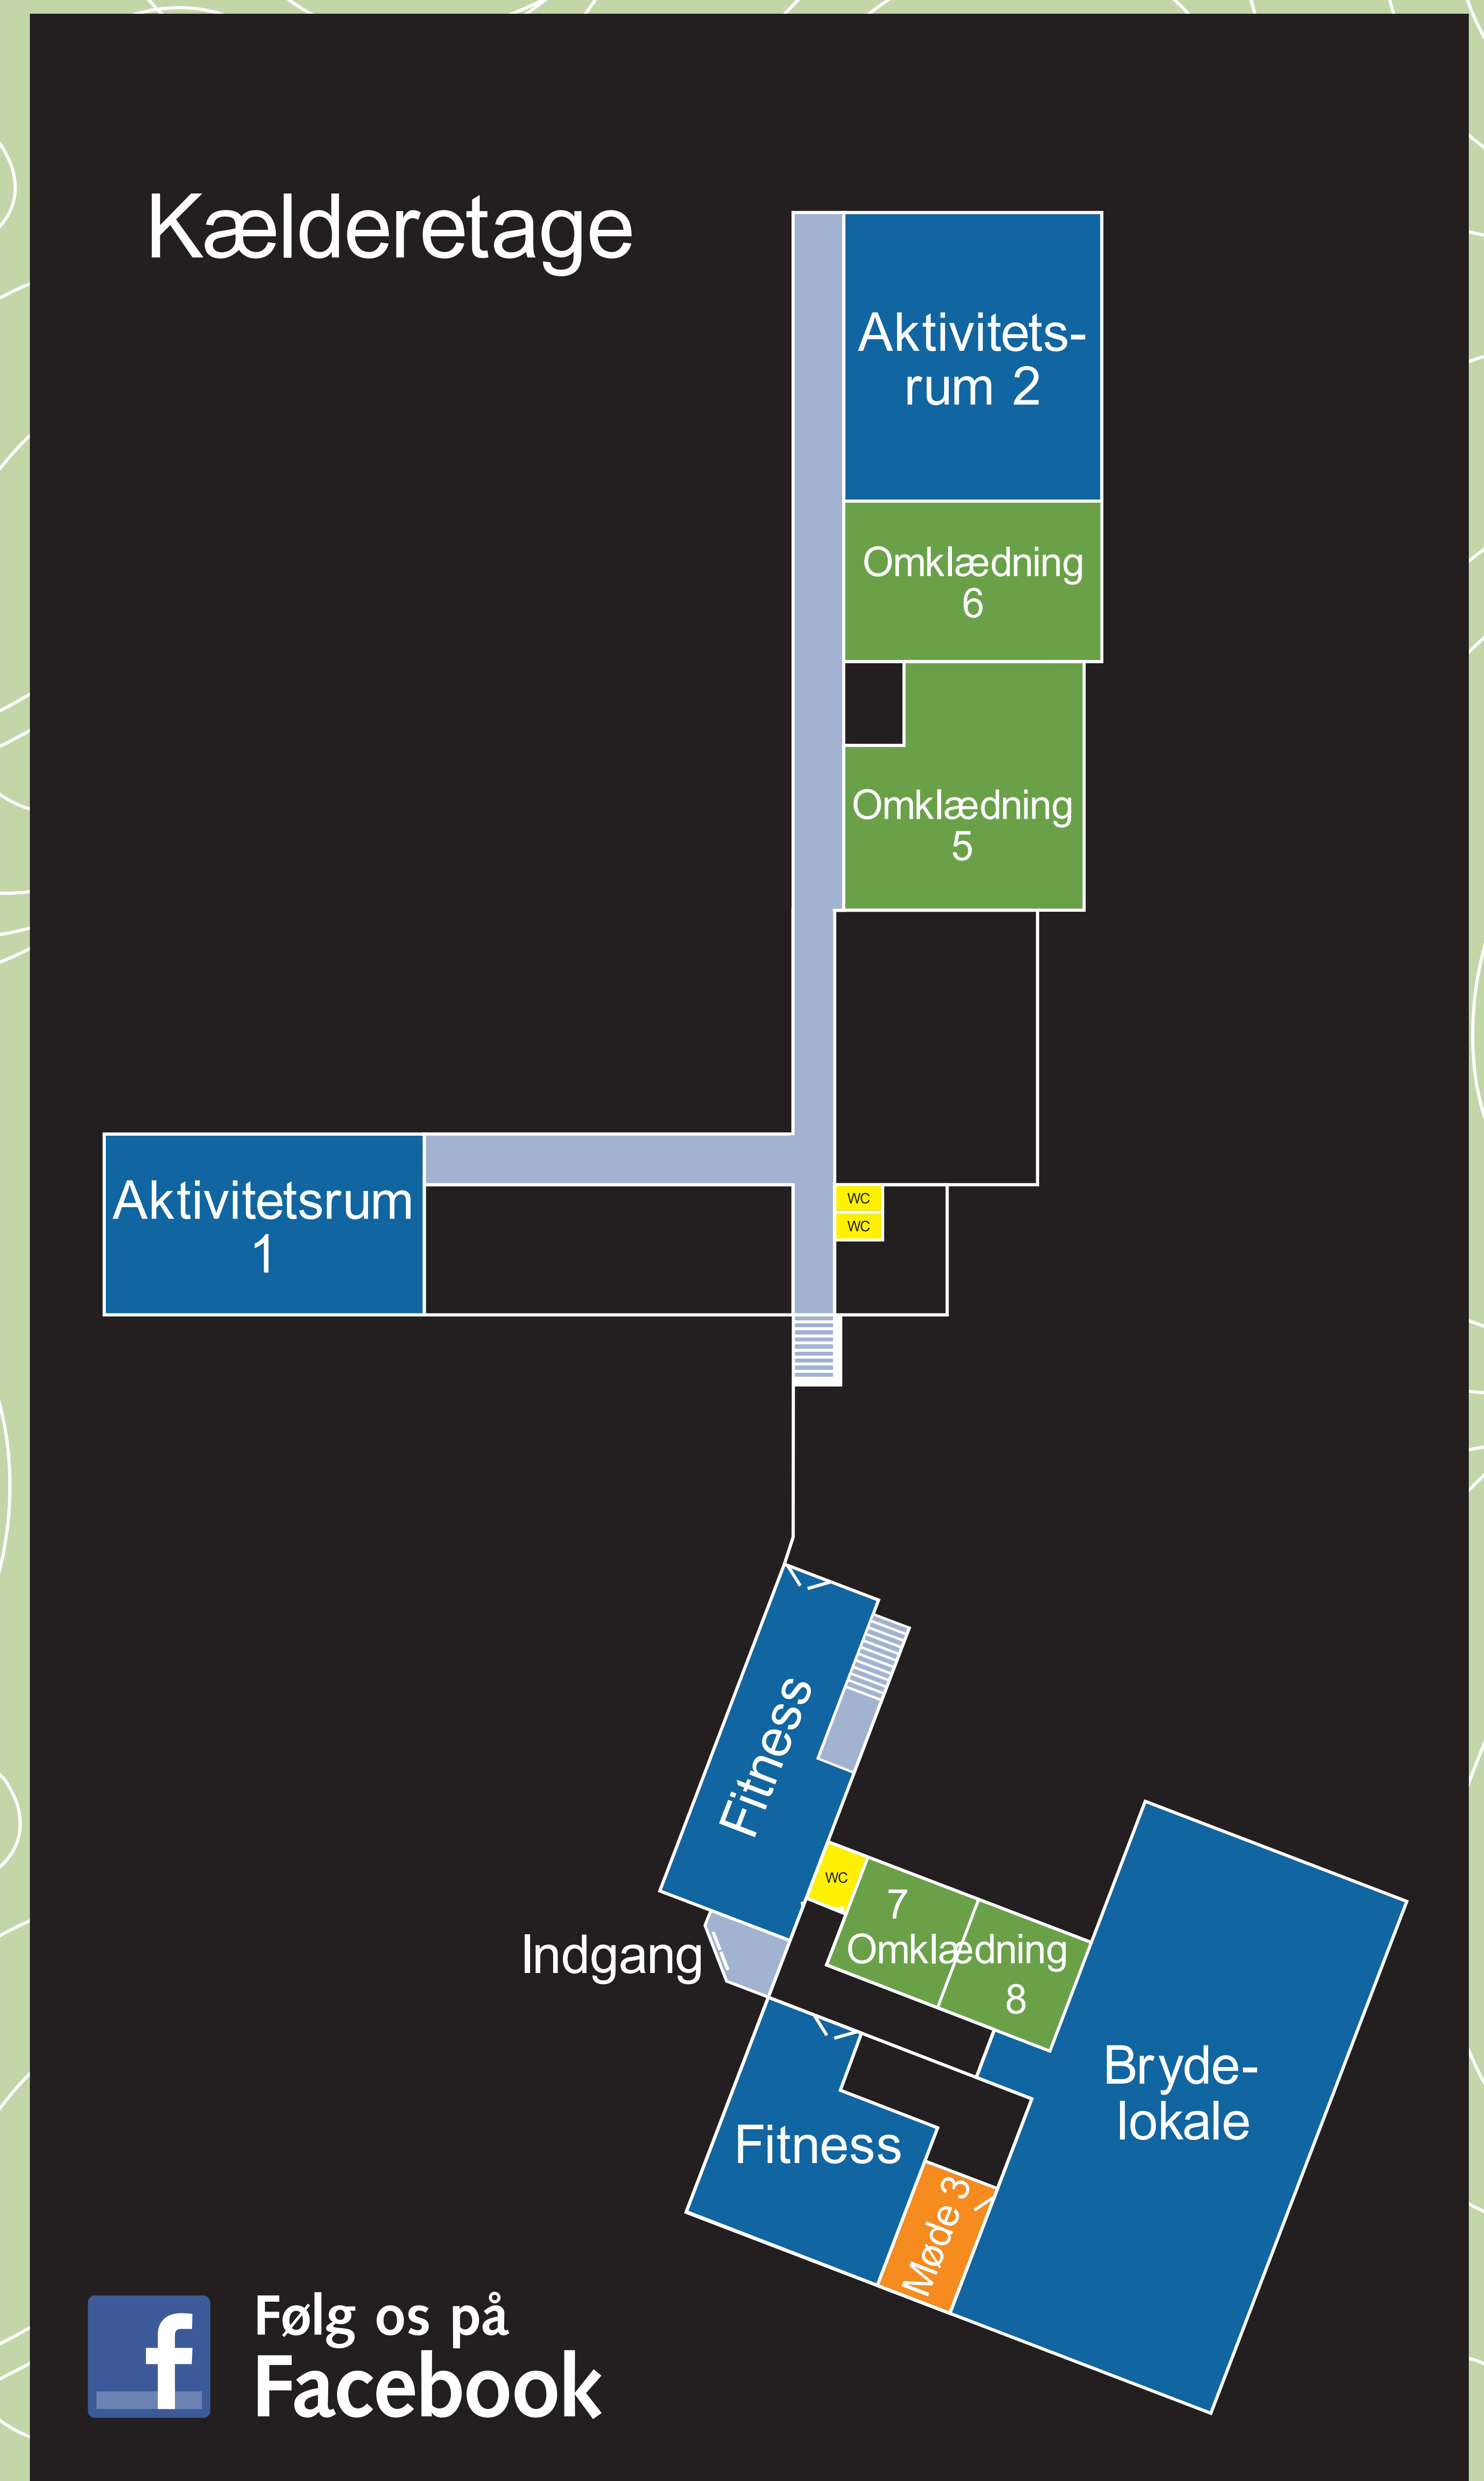 Kælderetage
Aktivitets-
rum 2
Omklædning
6
Omklædning
5
Aktivitetsrum
1
WC
WC
Fitness
WC
7
Omklædning
8
Indgang
Bryde-
lokale
Fitness
Møde 3
f
Følg os på
Facebook